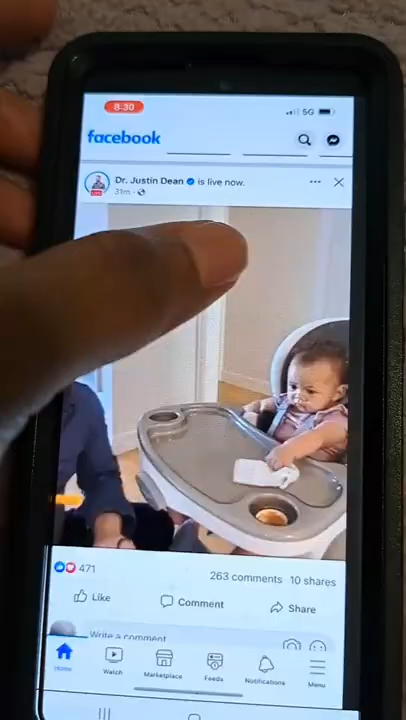 8:30
5G
facebook
Dr. Justin Dean is live now.
LIVE
31m
471
263 comments 10 shares
Like
Comment
Share
Write a comment
Home
Watch
Marketplace
Feeds
Notifications
Menu